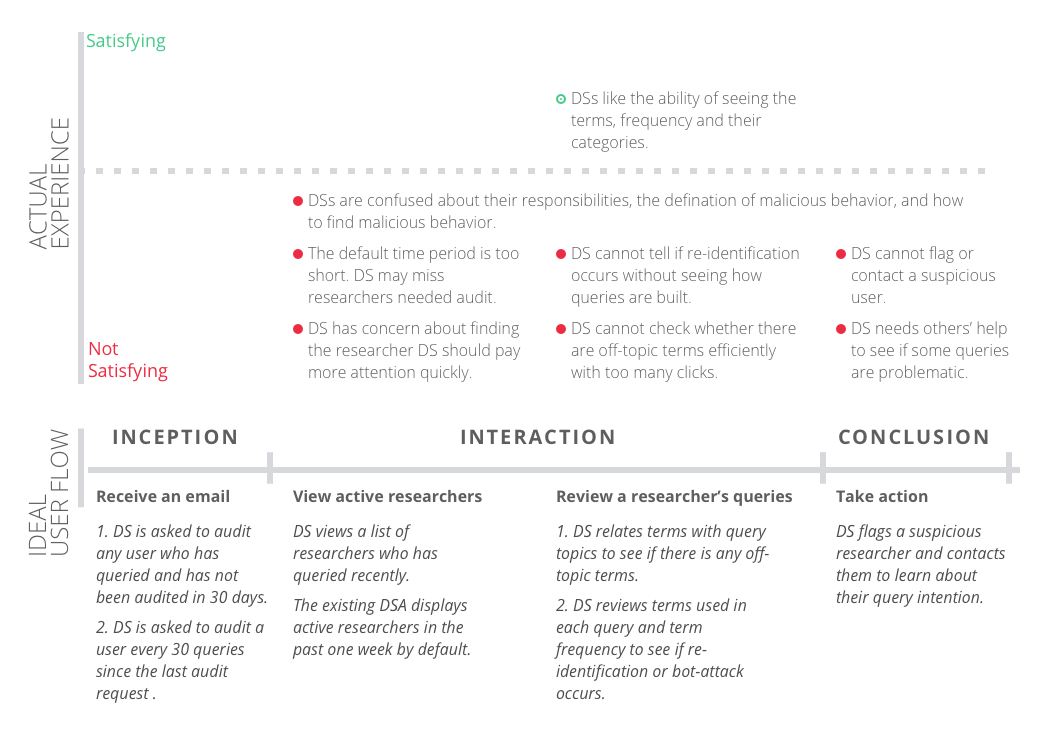 Satisfying
ACTUAL
EXPERIENCE
DSs like the ability of seeing the
terms, frequency and their
categories.
DSs are confused about their responsibilities, the defination of malicious behavior, and how
to find malicious behavior.
The default time period is too
short. DS may miss
researchers needed audit.
DS cannot tell if re-identification
occurs without seeing how
queries are built.
DS cannot flag or
contact a suspicious
user.
DS has concern about finding
the researcher DS should pay
more attention quickly.
DS cannot check whether there
are off-topic terms efficiently
with too many clicks.
DS needs others’ help
to see if some queries
are problematic.
Not
Satisfying
IDEAL
USER FLOW
INCEPTION
INTERACTION
CONCLUSION
Receive an email
1. DS is asked to audit
any user who has
queried and has not
been audited in 30 days.
2. DS is asked to audit a
user every 30 queries
since the last audit
request .
View active researchers
DS views a list of
researchers who has
queried recently.
The existing DSA displays
active researchers in the
past one week by default.
Review a researcher’s queries
1. DS relates terms with query
topics to see if there is any off-
topic terms.
2. DS reviews terms used in
each query and term
frequency to see if re-
identification or bot-attack
occurs.
Take action
DS flags a suspicious
researcher and contacts
them to learn about
their query intention.